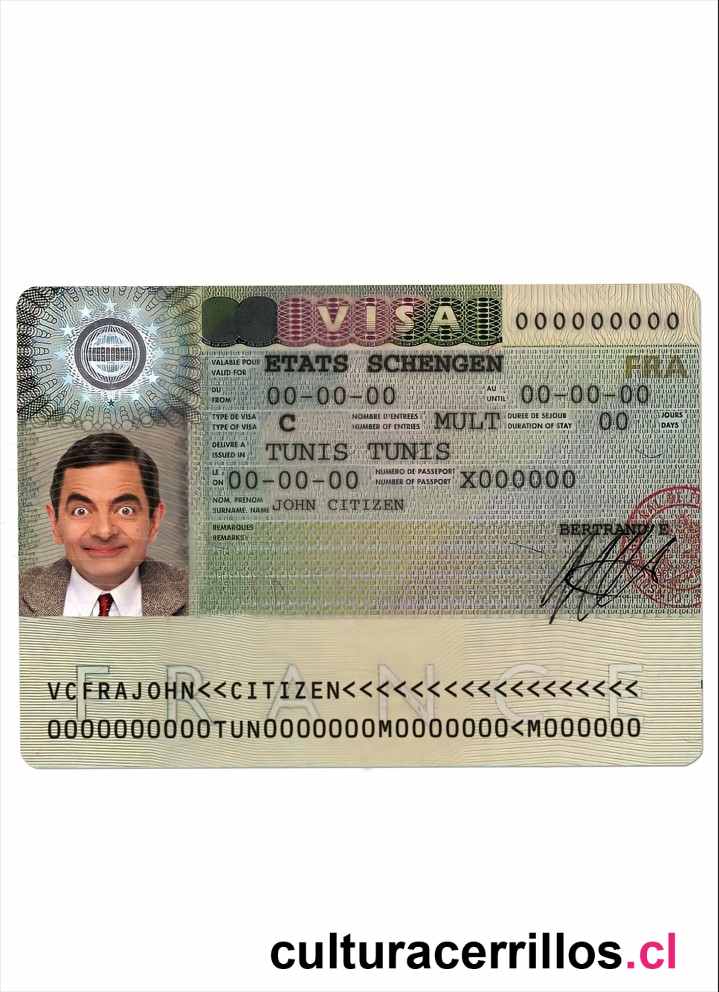 VISA 000000000
VALABLE POUR ETATS SCHENGEN FRA
VALID FOR
DU 00-00-00 AU 00-00-00
FROM UNTIL
TYPE DE VISA C NOMBRE D'ENTREES MULT DUREE DE SEJOUR 00 JOURS
TYPE OF VISA NUMBER OF ENTRIES DURATION OF STAY DAYS
DELIVRE A TUNIS TUNIS
ISSUED IN
LE 00-00-00 NUMERO DE PASSEPORT X000000
ON NUMBER OF PASSPORT
NOM, PRENOM JOHN CITIZEN
SURNAME, NAME
REMARQUES BERTRAND E
REMARKS
FRANCE
VCFRAJOHN<<CITIZEN<<<<<<<<<<<<<<<<<<
0000000000TUN0000000M0000000<M000000
culturacerrillos.cl